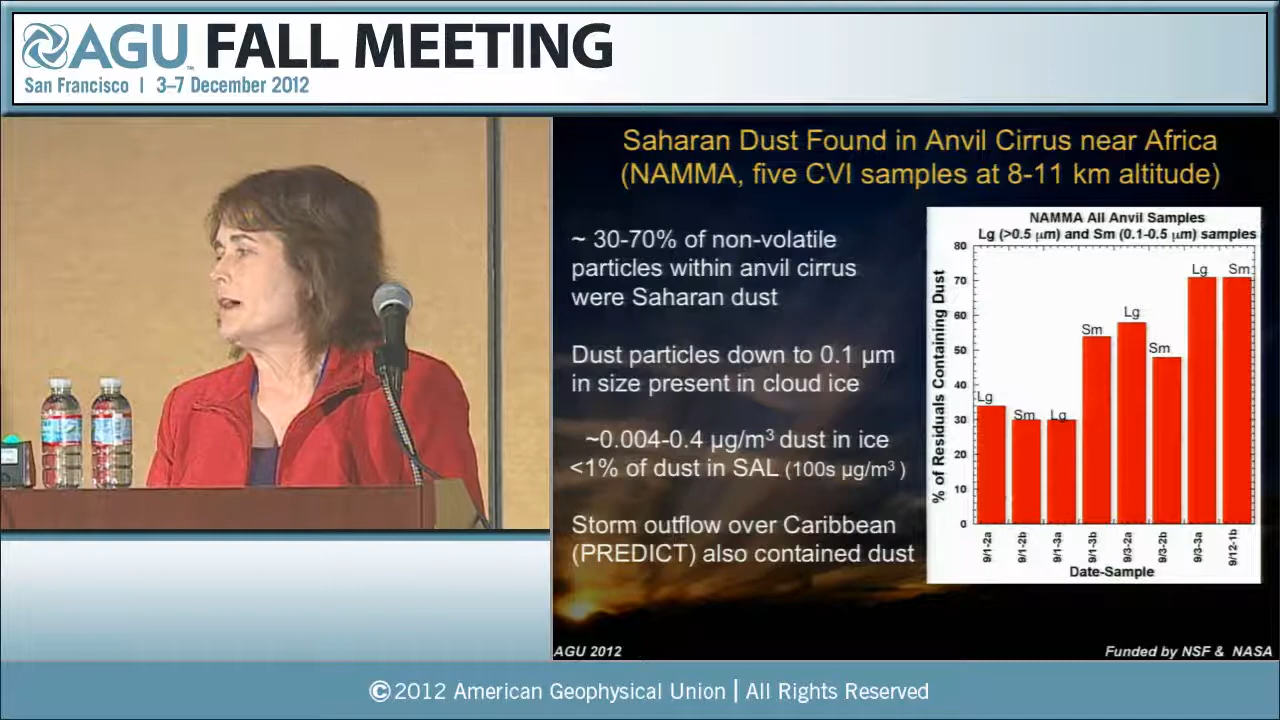 AGU FALL MEETING
San Francisco | 3–7 December 2012
Saharan Dust Found in Anvil Cirrus near Africa
(NAMMA, five CVI samples at 8-11 km altitude)
~ 30-70% of non-volatile
particles within anvil cirrus
were Saharan dust
Dust particles down to 0.1 µm
in size present in cloud ice
~0.004-0.4 µg/m³ dust in ice
<1% of dust in SAL (100s µg/m³ )
Storm outflow over Caribbean
(PREDICT) also contained dust
NAMMA All Anvil Samples
Lg (>0.5 µm) and Sm (0.1-0.5 µm) samples
% of Residuals Containing Dust
80
70
60
50
40
30
20
10
0
Lg
Sm
Lg
Sm
Lg
Sm
Lg
Sm
9/1-2a
9/1-2b
9/1-3a
9/1-3b
9/3-2a
9/3-2b
9/3-3a
9/12-1b
Date-Sample
AGU 2012
Funded by NSF & NASA
©2012 American Geophysical Union | All Rights Reserved